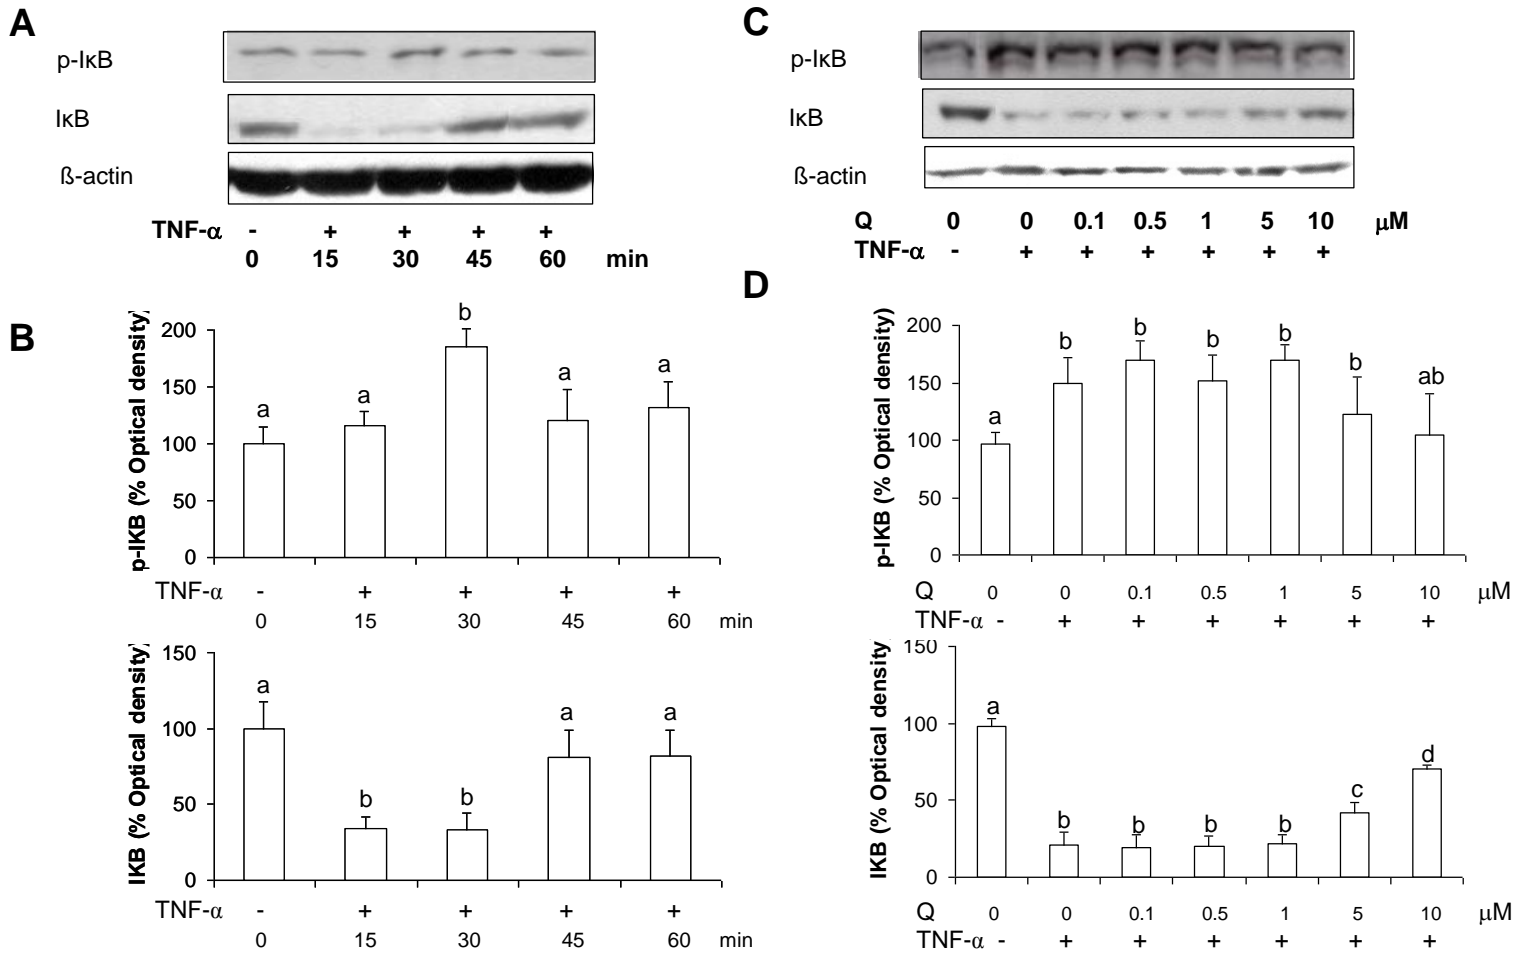 A
p-IκB
IκB
ß-actin
TNF-α - + + + +
0 15 30 45 60 min
B
p-IKB (% Optical density)
200
150
100
50
0
a a b a a
TNF-α - + + + +
0 15 30 45 60 min
IKB (% Optical density)
150
100
50
0
a b b a a
TNF-α - + + + +
0 15 30 45 60 min
C
p-IκB
IκB
ß-actin
Q 0 0 0.1 0.5 1 5 10 μM
TNF-α - + + + + + +
D
p-IKB (% Optical density)
200
150
100
50
0
a b b b b b ab
Q 0 0 0.1 0.5 1 5 10 μM
TNF-α - + + + + + +
IKB (% Optical density)
150
100
50
0
a b b b b c d
Q 0 0 0.1 0.5 1 5 10 μM
TNF-α - + + + + + +